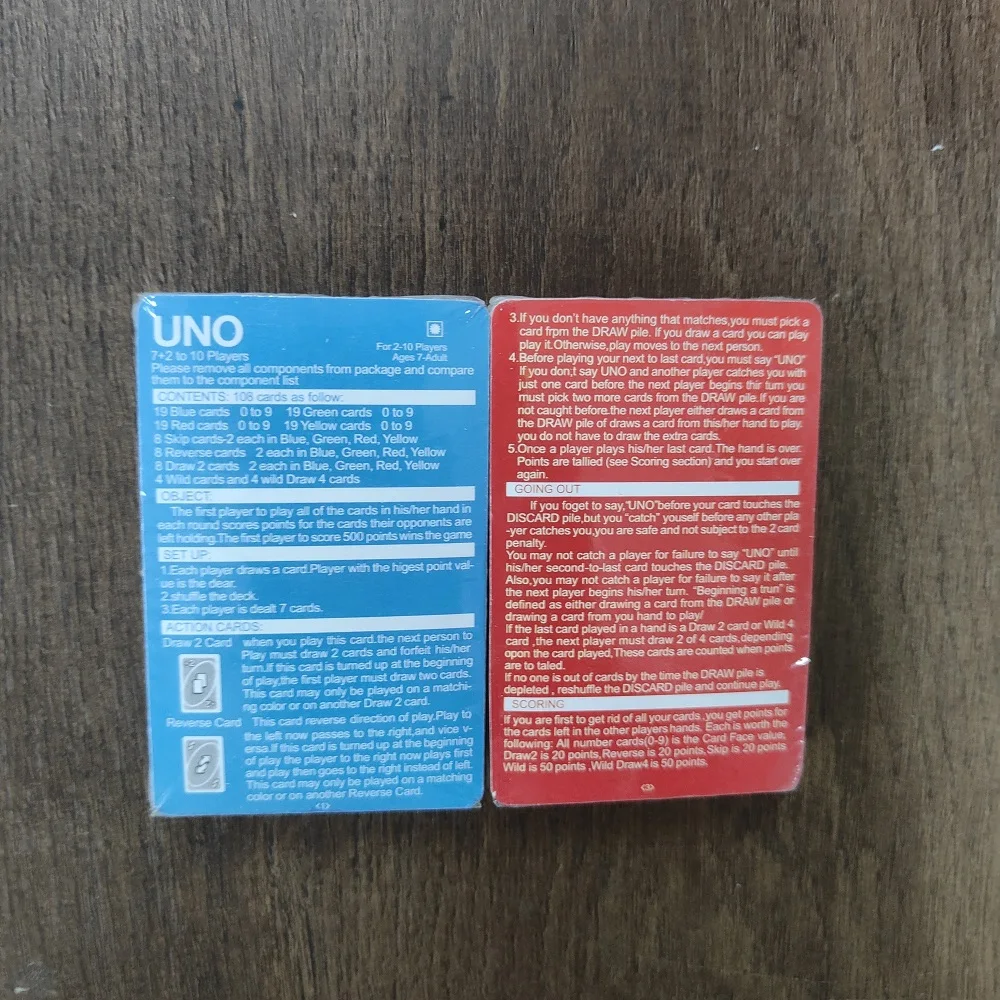 UNO
7+2 to 10 Players
For 2-10 Players
Ages 7-Adult
Please remove all components from package and compare
them to the component list
CONTENTS: 108 cards as follow:
19 Blue cards 0 to 9 19 Green cards 0 to 9
19 Red cards 0 to 9 19 Yellow cards 0 to 9
8 Skip cards-2 each in Blue, Green, Red, Yellow
8 Reverse cards 2 each in Blue, Green, Red, Yellow
8 Draw 2 cards 2 each in Blue, Green, Red, Yellow
4 Wild cards and 4 wild Draw 4 cards
OBJECT:
The first player to play all of the cards in his/her hand in
each round scores points for the cards their opponents are
left holding.The first player to score 500 points wins the game
SET UP:
1.Each player draws a card.Player with the higest point val-
ue is the dear.
2.shuffle the deck.
3.Each player is dealt 7 cards.
ACTION CARDS:
Draw 2 Card when you play this card.the next person to
Play must draw 2 cards and forfeit his/her
turn.If this card is turned up at the beginning
of play,the first player must draw two cards.
This card may only be played on a matchi-
ng color or on another Draw 2 card.
Reverse Card This card reverse direction of play.Play to
the left now passes to the right,and vice v-
ersa.If this card is turned up at the beginning
of play the player to the right now plays first
and play then goes to the right instead of left.
This card may only be played on a matching
color or on another Reverse Card.
<1>
3.If you don't have anything that matches,you must pick a
card frpm the DRAW pile. If you draw a card you can play
play it.Otherwise,play moves to the next person.
4.Before playing your next to last card,you must say "UNO"
If you don,t say UNO and another player catches you with
just one card before the next player begins thir turn you
must pick two more cards from the DRAW pile.If you are
not caught before.the next player either draws a card from
the DRAW pile of draws a card from this/her hand to play.
you do not have to draw the extra cards.
5.Once a player plays his/her last card.The hand is over.
Points are tallied (see Scoring section) and you start over
again.
GOING OUT
If you foget to say,"UNO"before your card touches the
DISCARD pile,but you "catch" youself before any other pla
-yer catches you,you are safe and not subject to the 2 card
penalty.
You may not catch a player for failure to say "UNO" until
his/her second-to-last card touches the DISCARD pile.
Also,you may not catch a player for failure to say it after
the next player begins his/her turn. "Beginning a trun" is
defined as either drawing a card from the DRAW pile or
drawing a card from you hand to play/
If the last card played in a hand is a Draw 2 card or Wild 4
card ,the next player must draw 2 of 4 cards,depending
opon the card played,These cards are counted when points
are to taled.
If no one is out of cards by the time the DRAW pile is
depleted , reshuffle the DISCARD pile and continue play.
SCORING
If you are first to get rid of all your cards ,you get points for
the cards left in the other players hands. Each is worth the
following: All number cards(0-9) is the Card Face value,
Draw2 is 20 points,Reverse is 20 points,Skip is 20 points
Wild is 50 points ,Wild Draw4 is 50 points.
<3>